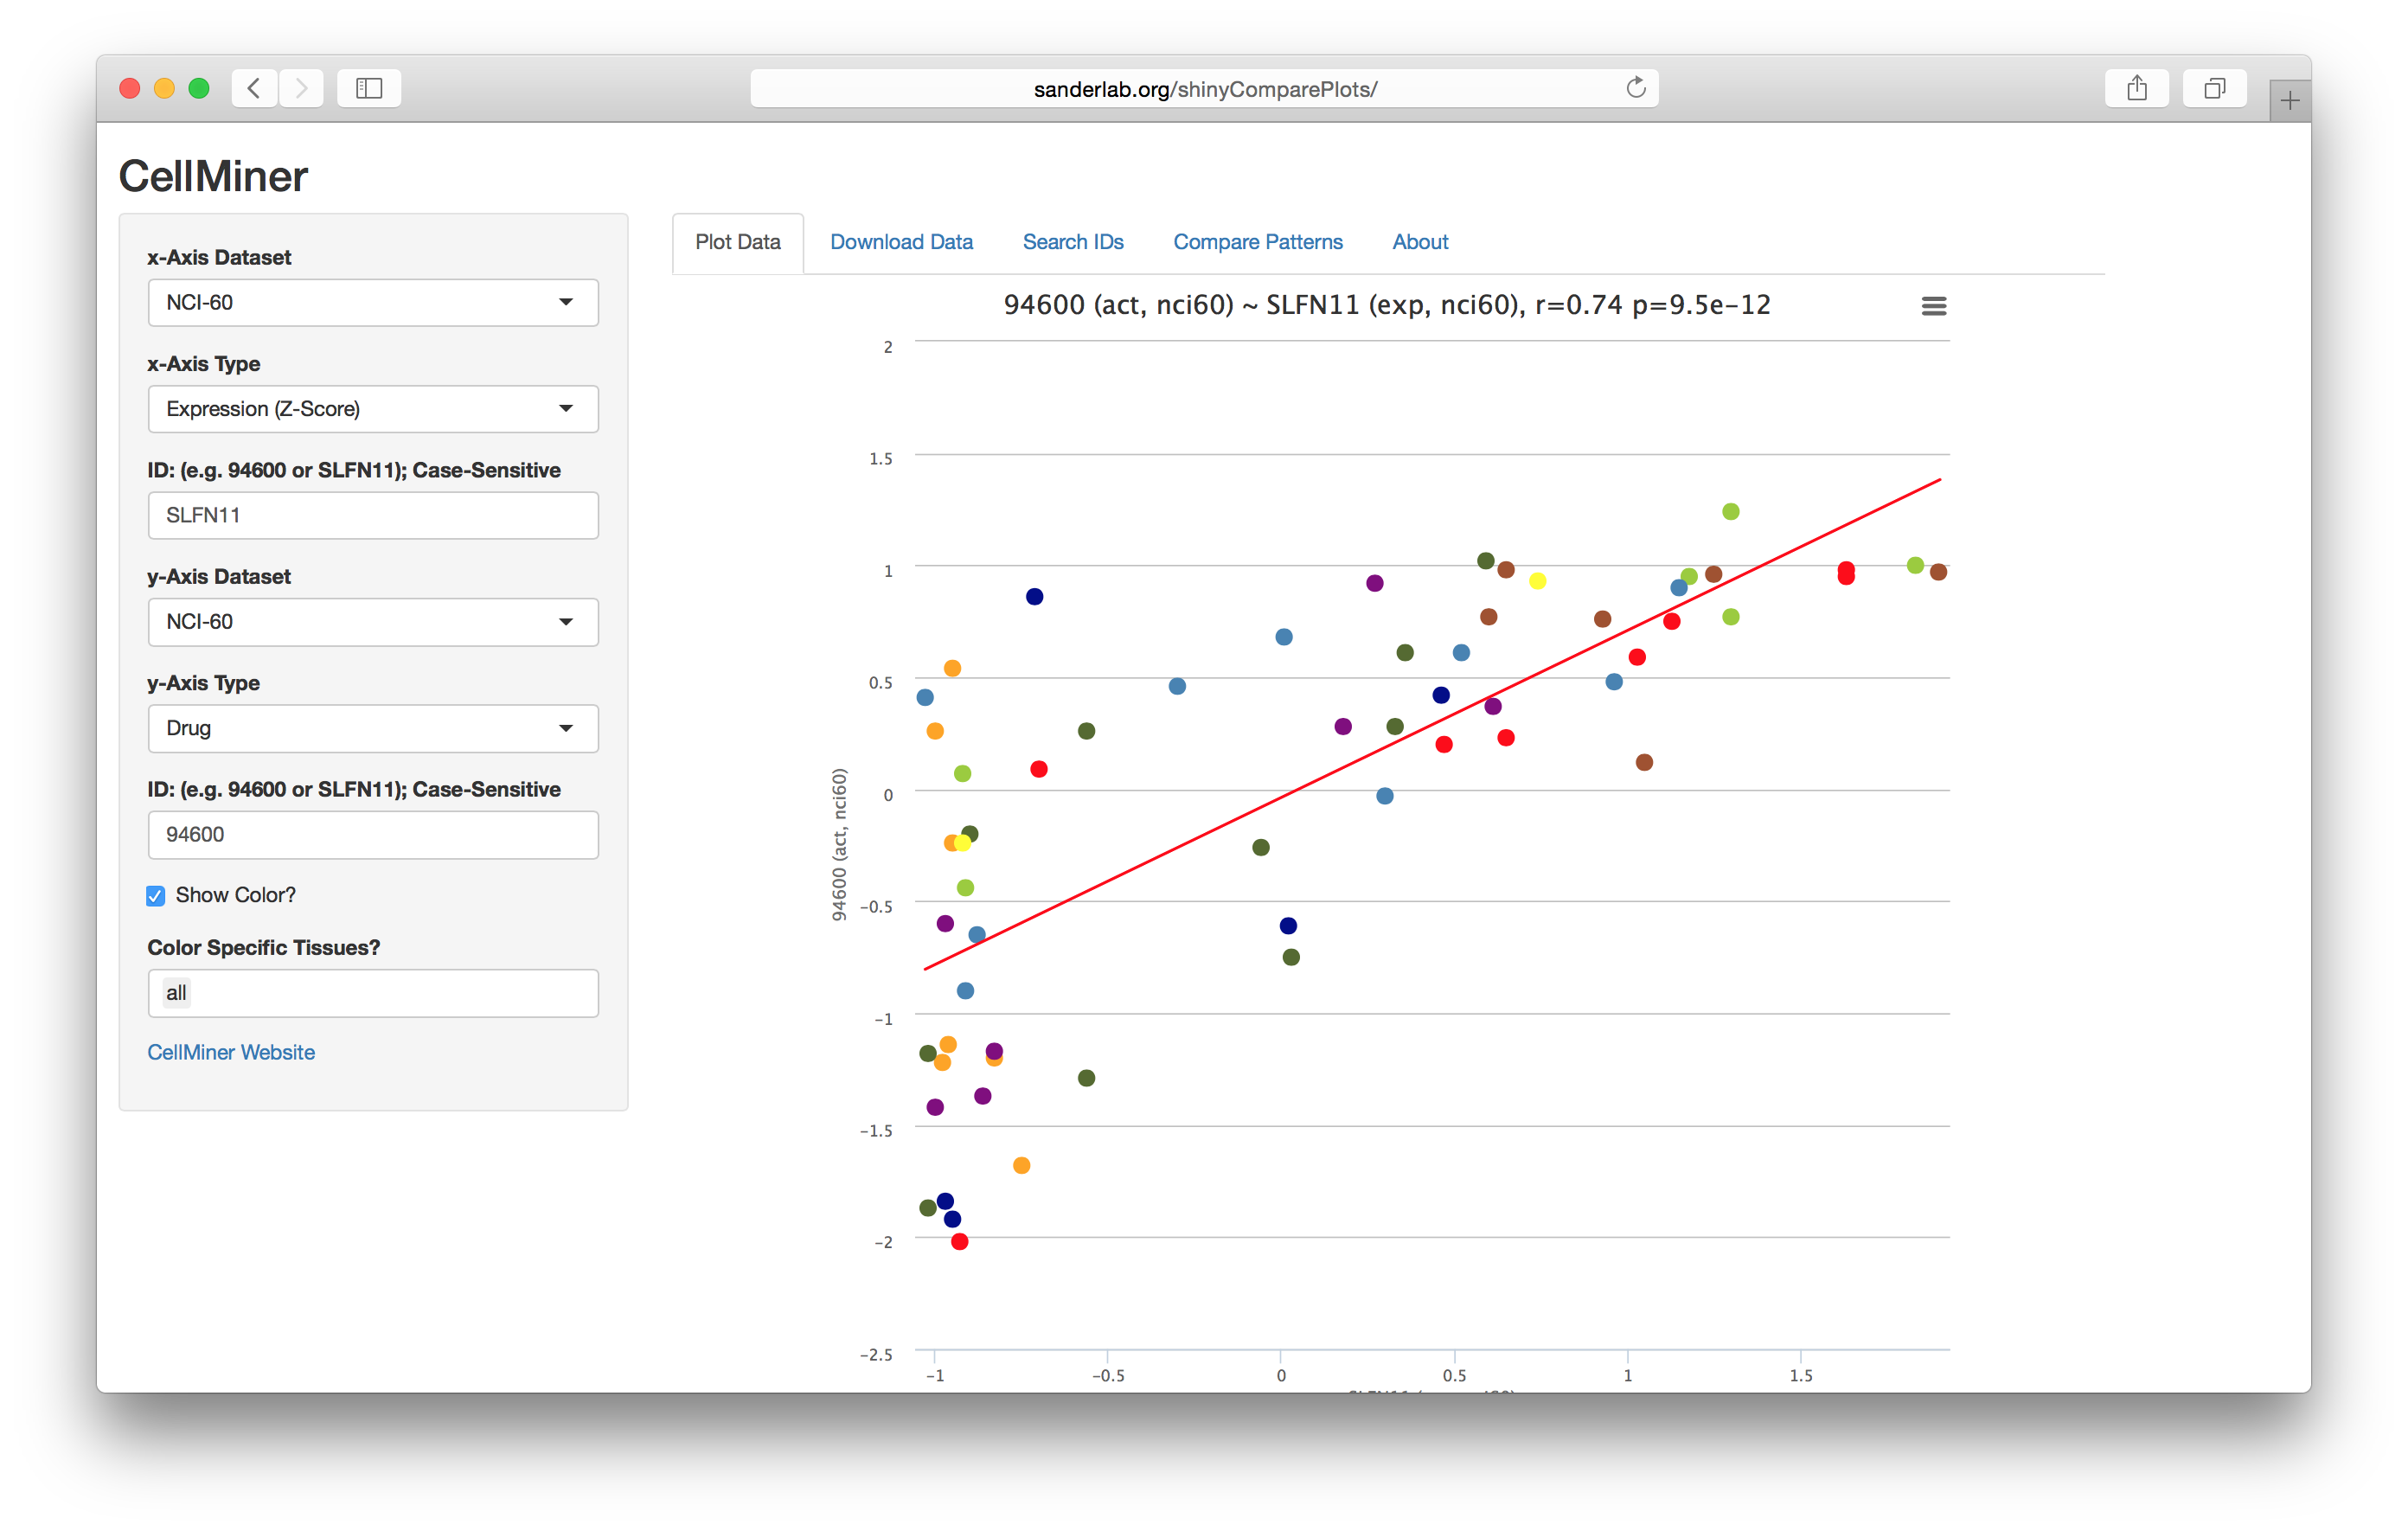 sanderlab.org/shinyComparePlots/
CellMiner
x-Axis Dataset
NCI-60
x-Axis Type
Expression (Z-Score)
ID: (e.g. 94600 or SLFN11); Case-Sensitive
SLFN11
y-Axis Dataset
NCI-60
y-Axis Type
Drug
ID: (e.g. 94600 or SLFN11); Case-Sensitive
94600
Show Color?
Color Specific Tissues?
all
CellMiner Website
Plot Data Download Data Search IDs Compare Patterns About
94600 (act, nci60) ~ SLFN11 (exp, nci60), r=0.74 p=9.5e-12
94600 (act, nci60)
2
1.5
1
0.5
0
-0.5
-1
-1.5
-2
-2.5
-1 -0.5 0 0.5 1 1.5